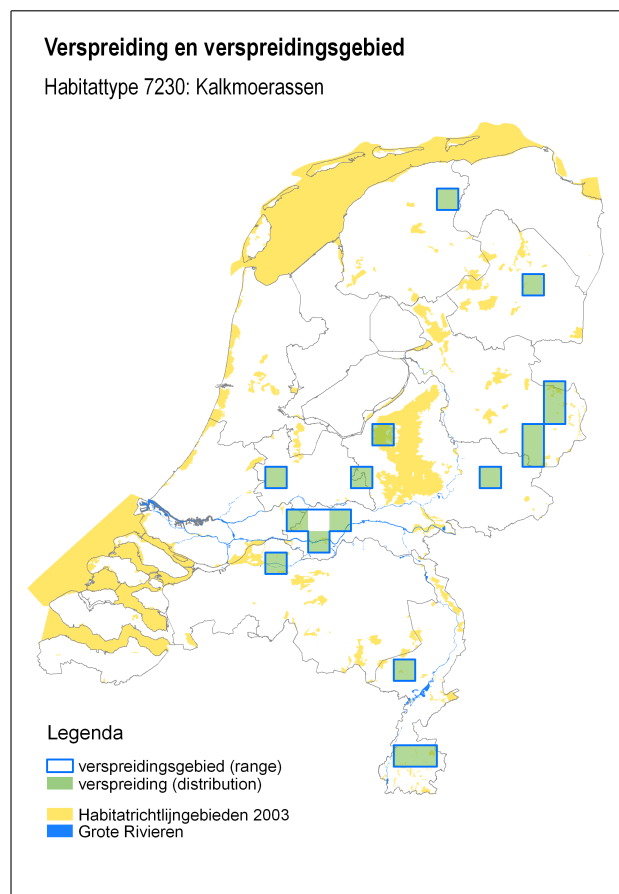 Verspreiding en verspreidingsgebied
Habitattype 7230: Kalkmoerassen
Legenda
verspreidingsgebied (range)
verspreiding (distribution)
Habitatrichtlijngebieden 2003
Grote Rivieren